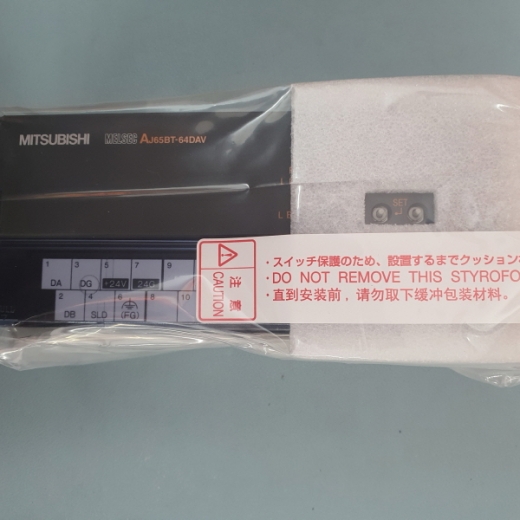 MITSUBISHI MELSEC AJ65BT-64DAV
SET
1 3 5 7 9
DA DG +24V 24G
2 4 6 8 10
DB SLD (FG)
注意
CAUTION
・スイッチ保護のため、設置するまでクッション
・DO NOT REMOVE THIS STYROFO
・直到安装前，请勿取下缓冲包装材料。